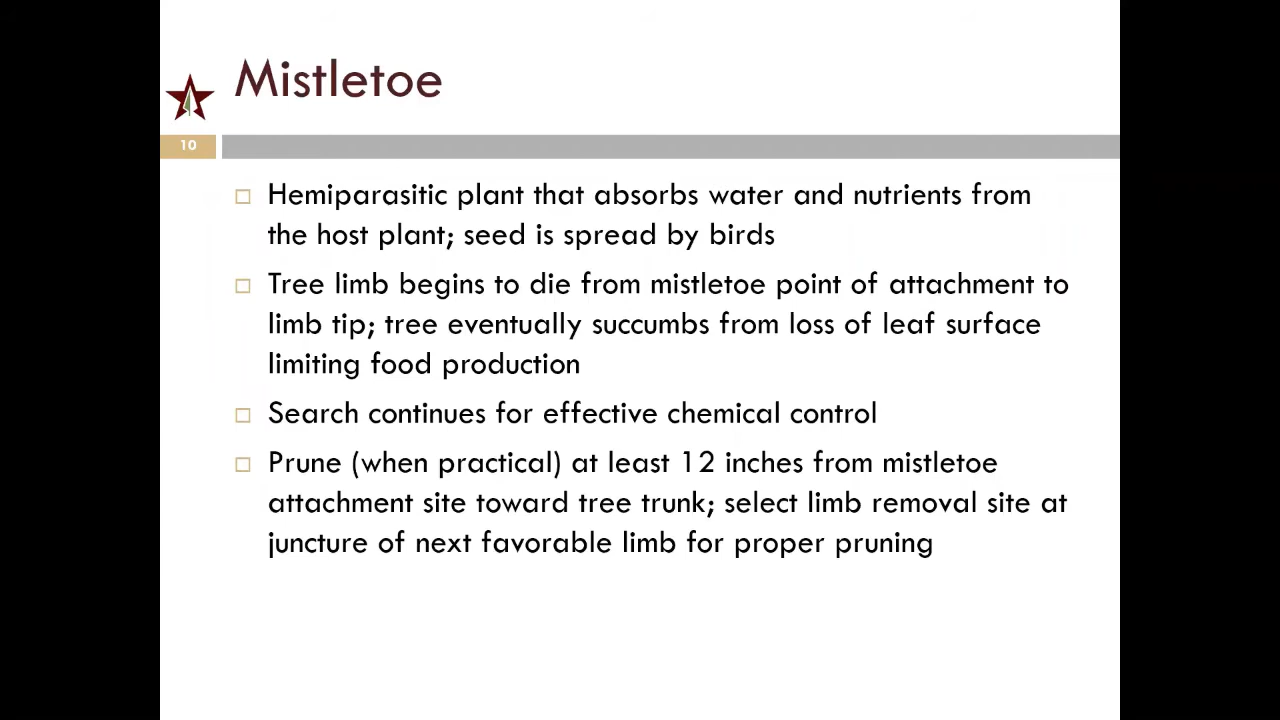 Mistletoe
10
Hemiparasitic plant that absorbs water and nutrients from
the host plant; seed is spread by birds
Tree limb begins to die from mistletoe point of attachment to
limb tip; tree eventually succumbs from loss of leaf surface
limiting food production
Search continues for effective chemical control
Prune (when practical) at least 12 inches from mistletoe
attachment site toward tree trunk; select limb removal site at
juncture of next favorable limb for proper pruning